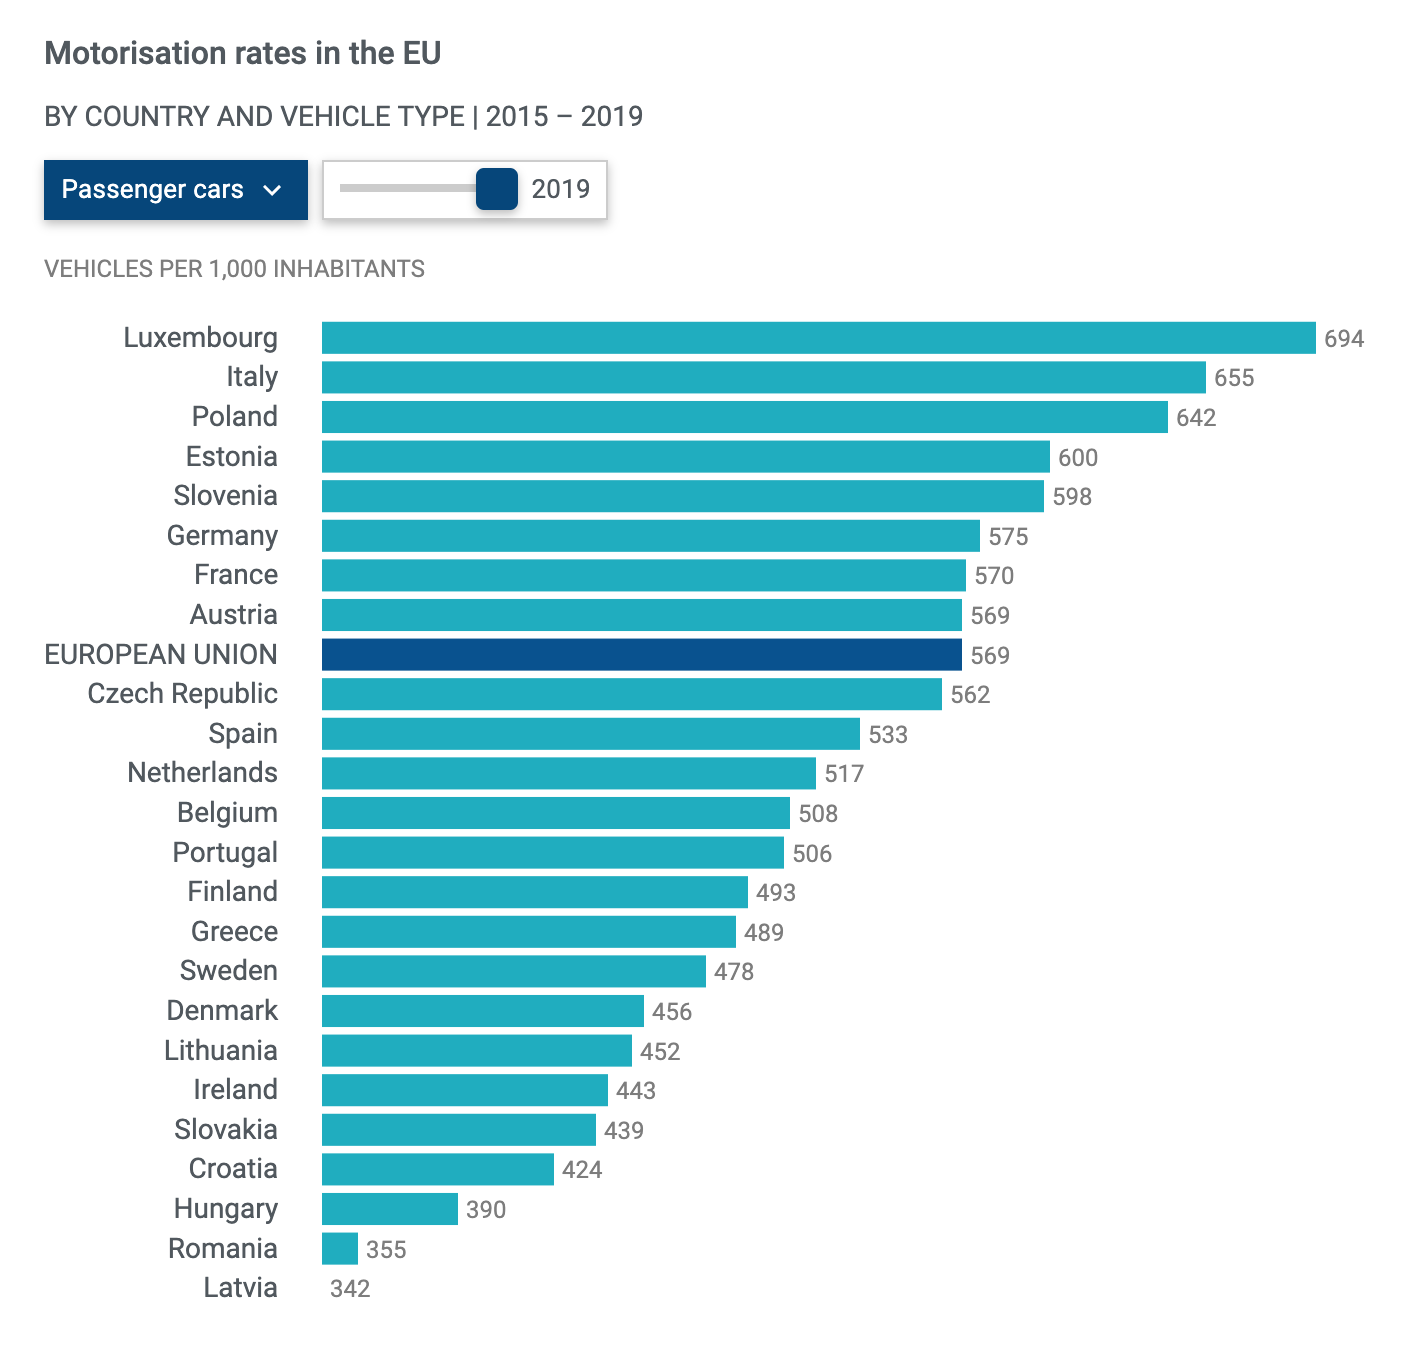 Motorisation rates in the EU
BY COUNTRY AND VEHICLE TYPE | 2015 – 2019
Passenger cars 2019
VEHICLES PER 1,000 INHABITANTS
Luxembourg 694
Italy 655
Poland 642
Estonia 600
Slovenia 598
Germany 575
France 570
Austria 569
EUROPEAN UNION 569
Czech Republic 562
Spain 533
Netherlands 517
Belgium 508
Portugal 506
Finland 493
Greece 489
Sweden 478
Denmark 456
Lithuania 452
Ireland 443
Slovakia 439
Croatia 424
Hungary 390
Romania 355
Latvia 342